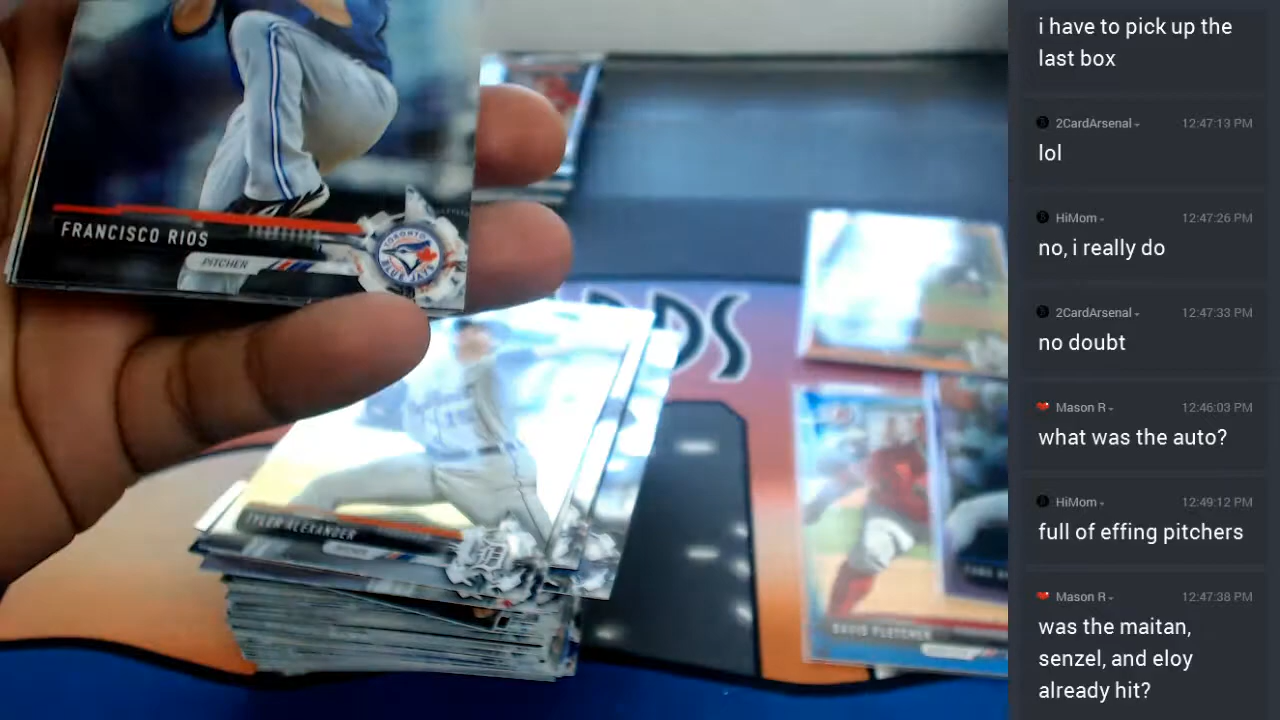 FRANCISCO RIOS
PITCHER
TORONTO
BLUE JAYS
TYLER ALEXANDER
DAVID FLETCHER
i have to pick up the
last box
2CardArsenal
12:47:13 PM
lol
HiMom
12:47:26 PM
no, i really do
2CardArsenal
12:47:33 PM
no doubt
Mason R
12:46:03 PM
what was the auto?
HiMom
12:49:12 PM
full of effing pitchers
Mason R
12:47:38 PM
was the maitan,
senzel, and eloy
already hit?